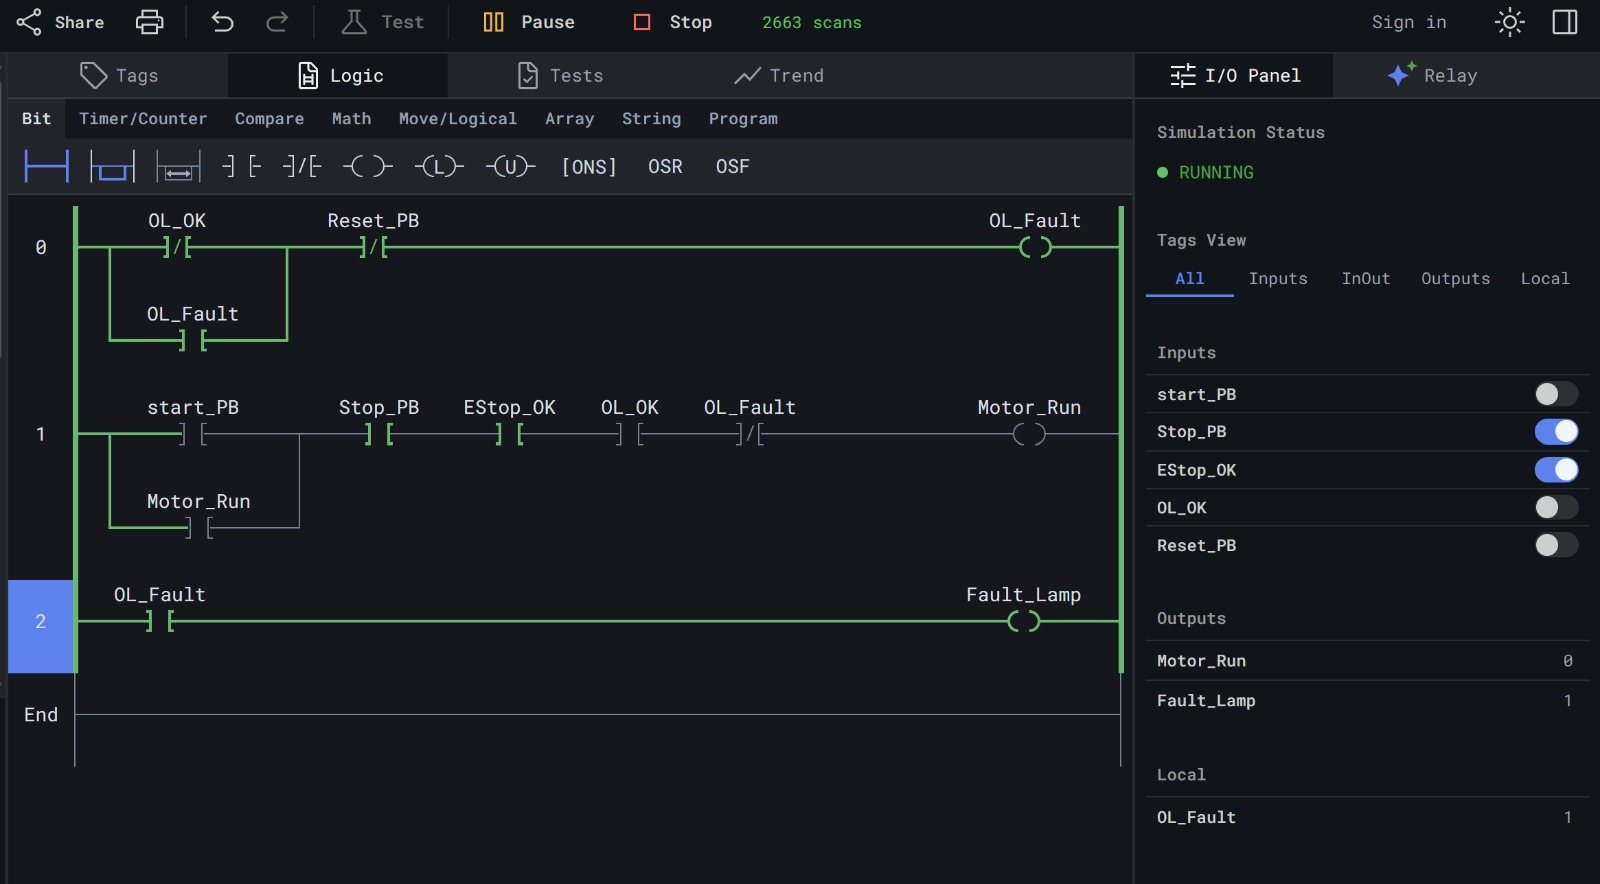 Share Test Pause Stop 2663 scans Sign in
Tags Logic Tests Trend I/O Panel Relay
Bit Timer/Counter Compare Math Move/Logical Array String Program
L U [ONS] OSR OSF
0
OL_OK Reset_PB OL_Fault
OL_Fault
1
start_PB Stop_PB EStop_OK OL_OK OL_Fault Motor_Run
Motor_Run
2
OL_Fault Fault_Lamp
End
Simulation Status
RUNNING
Tags View
All Inputs InOut Outputs Local
Inputs
start_PB
Stop_PB
EStop_OK
OL_OK
Reset_PB
Outputs
Motor_Run 0
Fault_Lamp 1
Local
OL_Fault 1